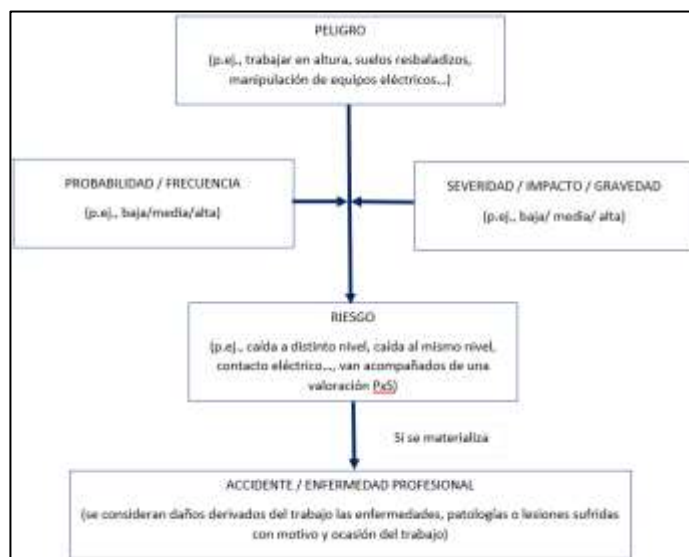 PELIGRO
(p.ej., trabajar en altura, suelos resbaladizos,
manipulación de equipos eléctricos…)
PROBABILIDAD / FRECUENCIA
(p.ej., baja/media/alta)
SEVERIDAD / IMPACTO / GRAVEDAD
(p.ej., baja/ media/ alta)
RIESGO
(p.ej., caída a distinto nivel, caída al mismo nivel,
contacto eléctrico…, van acompañados de una
valoración PxS)
Si se materializa
ACCIDENTE / ENFERMEDAD PROFESIONAL
(se consideran daños derivados del trabajo las enfermedades, patologías o lesiones sufridas
con motivo y ocasión del trabajo)